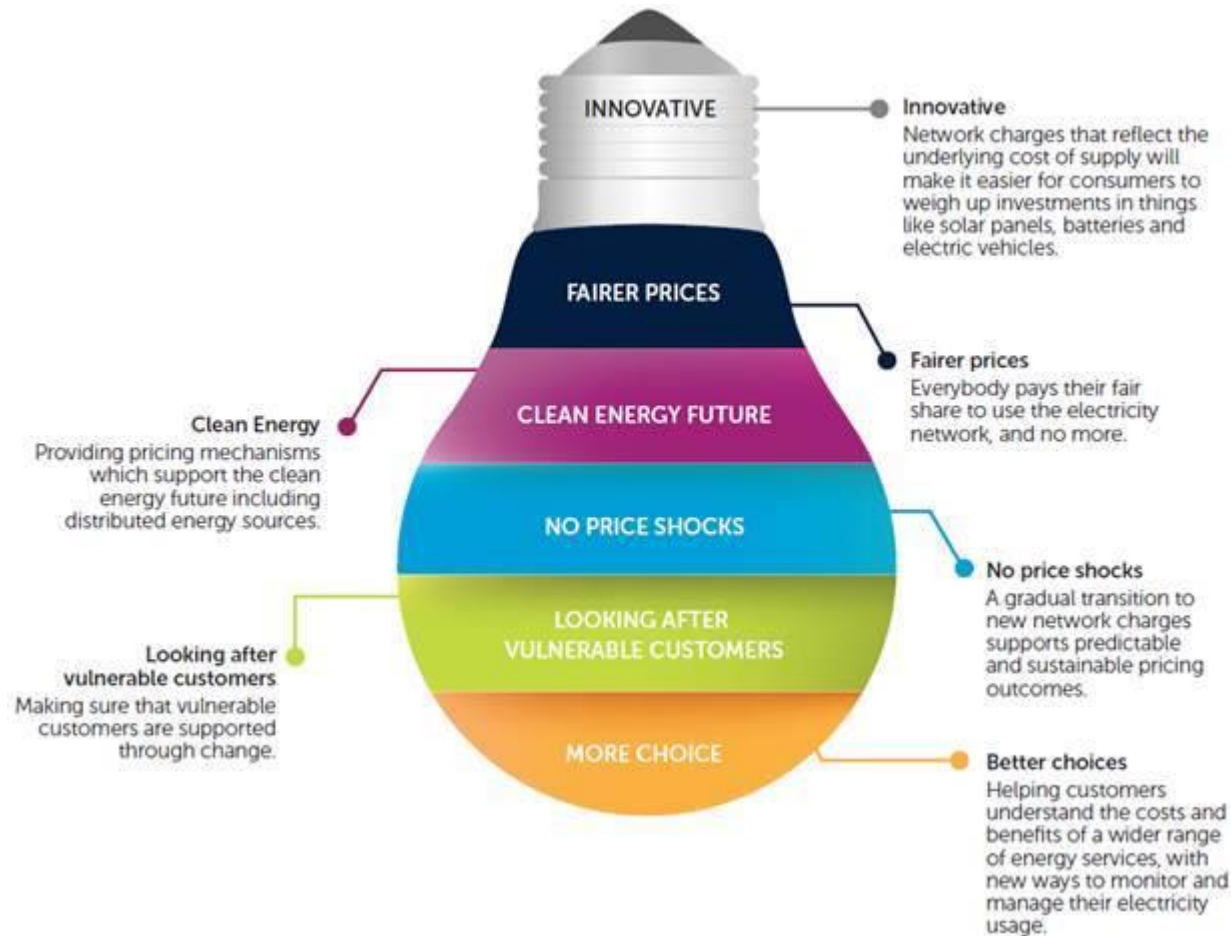 INNOVATIVE
Innovative
Network charges that reflect the
underlying cost of supply will
make it easier for consumers to
weigh up investments in things
like solar panels, batteries and
electric vehicles.
FAIRER PRICES
Fairer prices
Everybody pays their fair
share to use the electricity
network, and no more.
CLEAN ENERGY FUTURE
Clean Energy
Providing pricing mechanisms
which support the clean
energy future including
distributed energy sources.
NO PRICE SHOCKS
No price shocks
A gradual transition to
new network charges
supports predictable
and sustainable pricing
outcomes.
LOOKING AFTER
VULNERABLE CUSTOMERS
Looking after
vulnerable customers
Making sure that vulnerable
customers are supported
through change.
MORE CHOICE
Better choices
Helping customers
understand the costs and
benefits of a wider range
of energy services, with
new ways to monitor and
manage their electricity
usage.